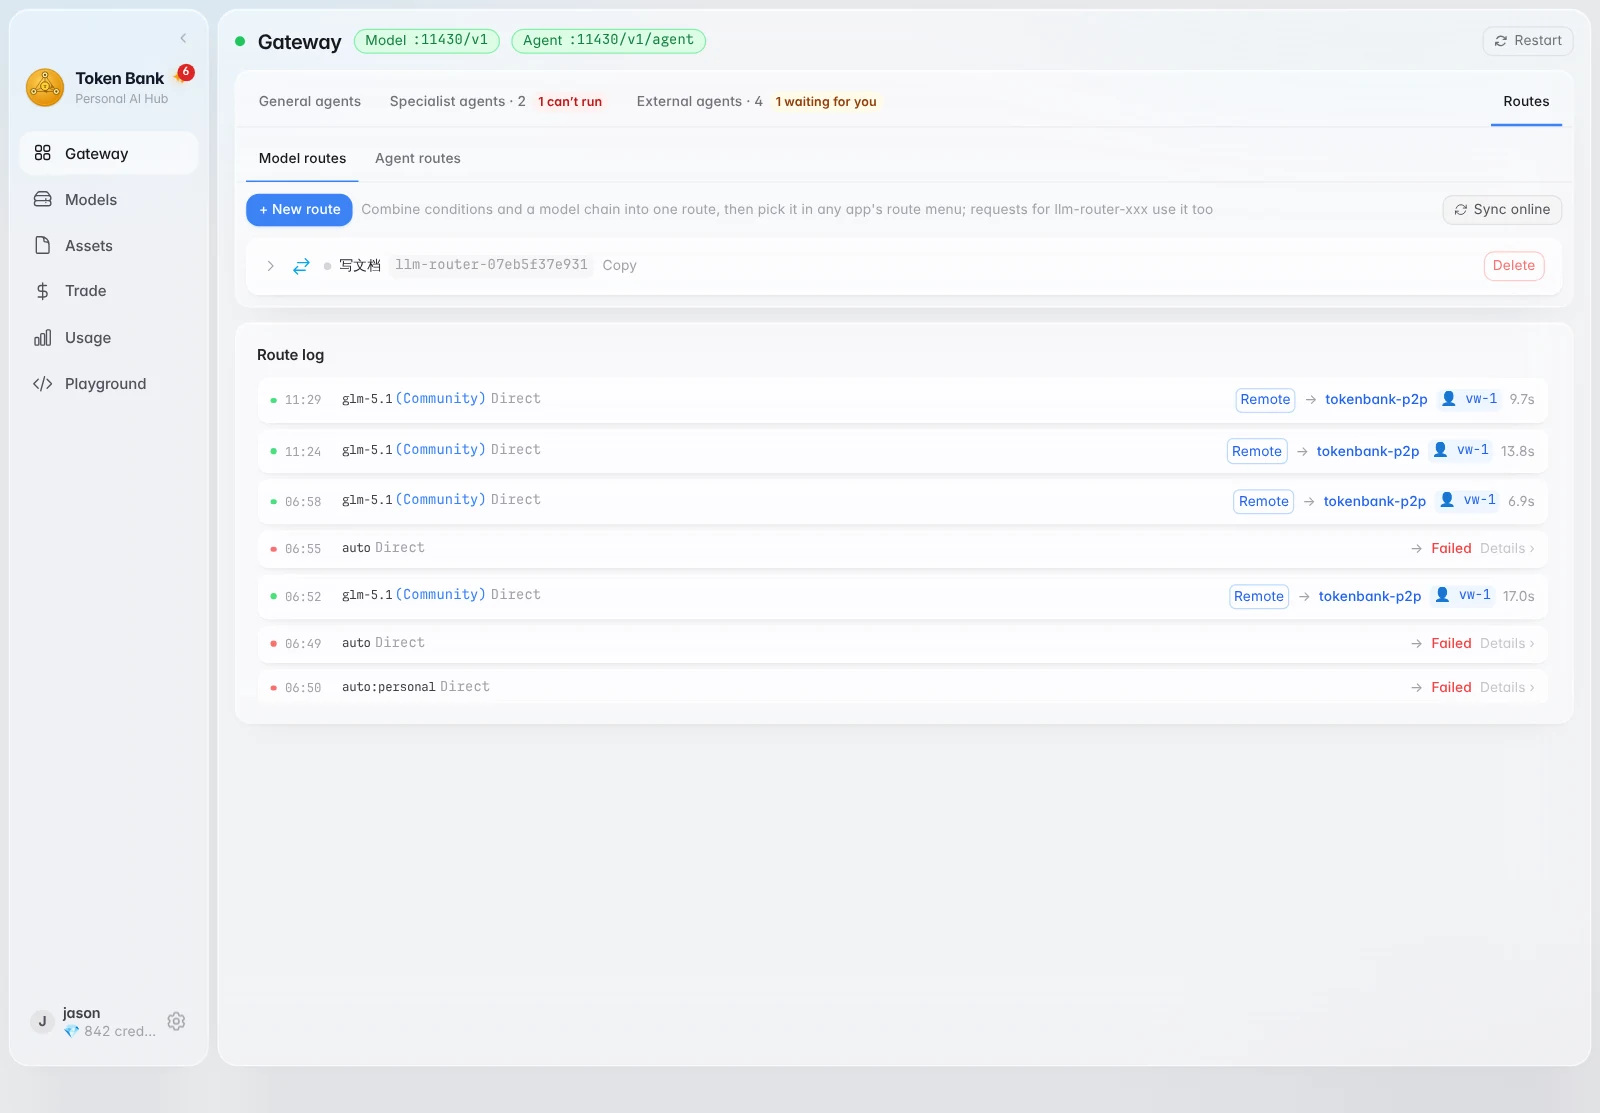 Token Bank
6
Personal AI Hub
Gateway
Models
Assets
Trade
Usage
Playground
J
jason
842 cred...
Gateway
Model :11430/v1
Agent :11430/v1/agent
Restart
General agents
Specialist agents · 2
1 can't run
External agents · 4
1 waiting for you
Routes
Model routes
Agent routes
+ New route
Combine conditions and a model chain into one route, then pick it in any app's route menu; requests for llm-router-xxx use it too
Sync online
写文档 llm-router-07eb5f37e931 Copy
Delete
Route log
11:29 glm-5.1(Community) Direct Remote → tokenbank-p2p vw-1 9.7s
11:24 glm-5.1(Community) Direct Remote → tokenbank-p2p vw-1 13.8s
06:58 glm-5.1(Community) Direct Remote → tokenbank-p2p vw-1 6.9s
06:55 auto Direct → Failed Details ›
06:52 glm-5.1(Community) Direct Remote → tokenbank-p2p vw-1 17.0s
06:49 auto Direct → Failed Details ›
06:50 auto:personal Direct → Failed Details ›